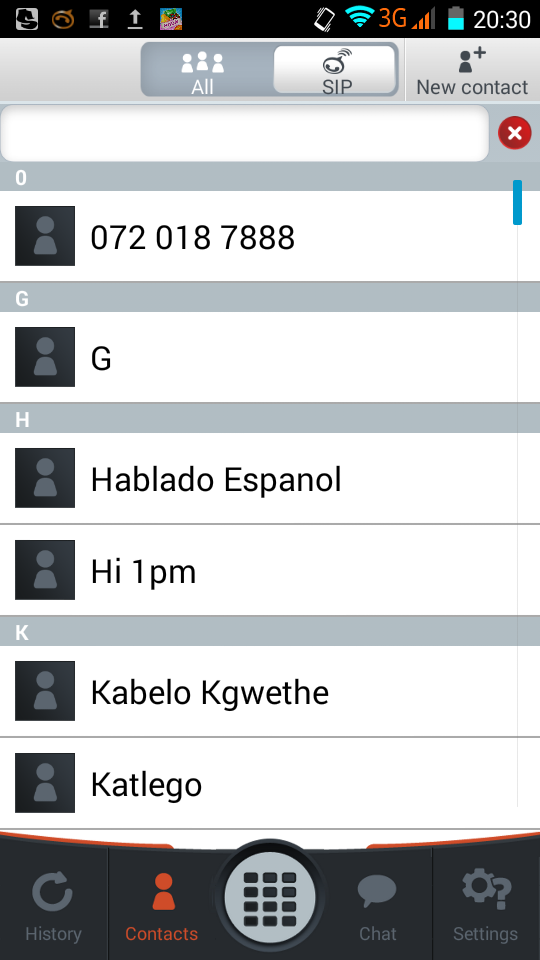 3G 20:30
All SIP New contact
0
072 018 7888
G
G
H
Hablado Espanol
Hi 1pm
K
Kabelo Kgwethe
Katlego
History Contacts Chat Settings